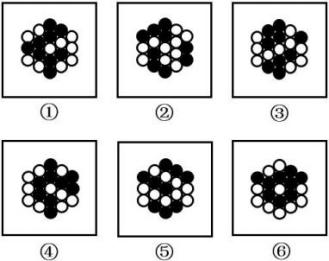 ① ② ③
④ ⑤ ⑥